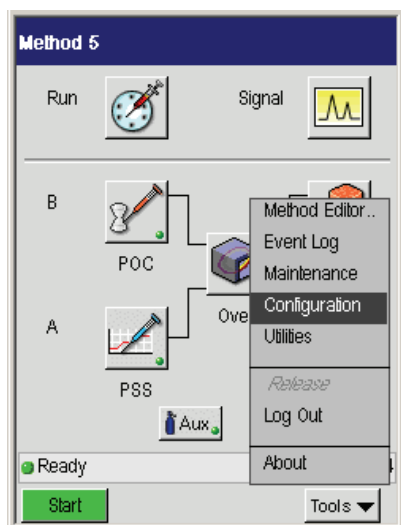 Method 5
Run
Signal
B
POC
A
PSS
Aux
Method Editor..
Event Log
Maintenance
Configuration
Utilities
Release
Log Out
About
Ready
Start
Tools